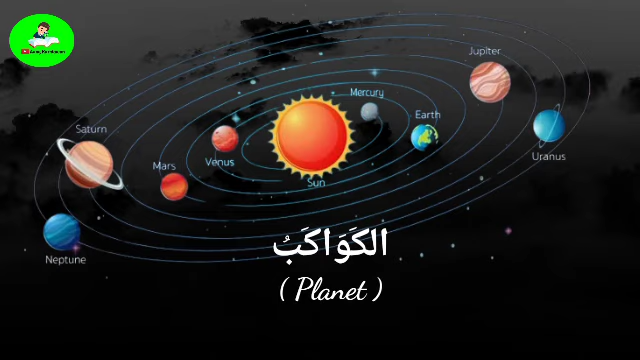 Jupiter
Mercury
Earth
Saturn
Uranus
Mars
Venus
Sun
Neptune
الكَوَاكَبُ
( Planet )